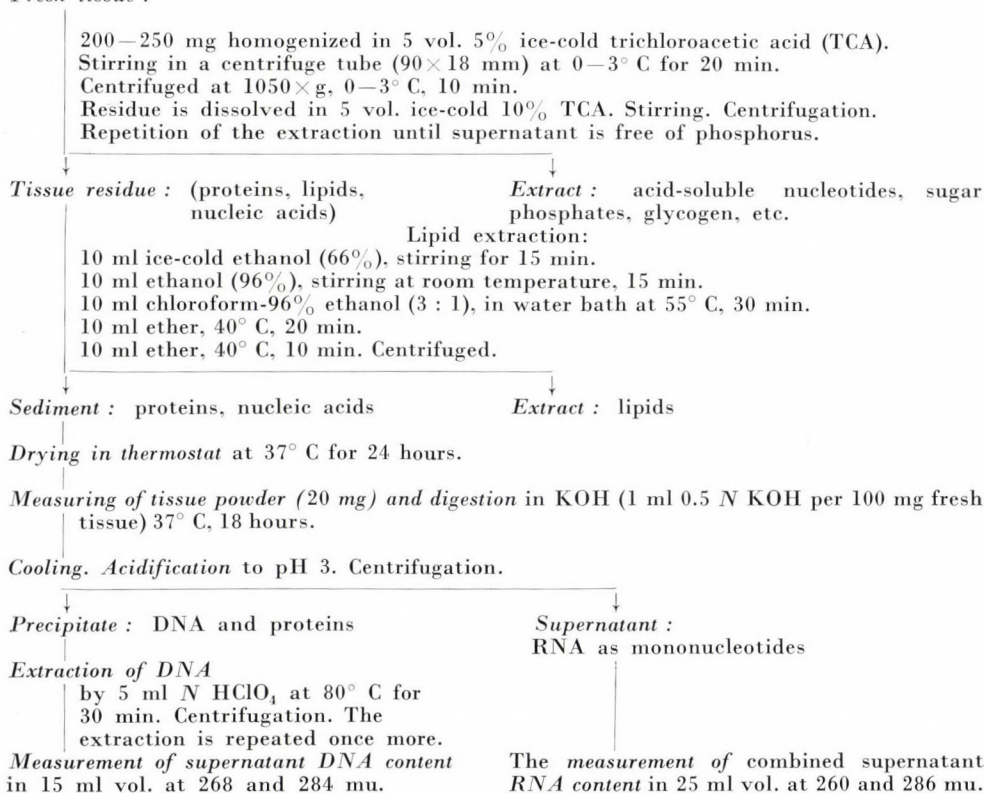 200—250 mg homogenized in 5 vol. 5% ice-cold trichloroacetic acid (TCA).
Stirring in a centrifuge tube (90×18 mm) at 0—3° C for 20 min.
Centrifuged at 1050×g, 0—3° C, 10 min.
Residue is dissolved in 5 vol. ice-cold 10% TCA. Stirring. Centrifugation.
Repetition of the extraction until supernatant is free of phosphorus.
Tissue residue : (proteins, lipids,
nucleic acids)
Extract : acid-soluble nucleotides, sugar
phosphates, glycogen, etc.
Lipid extraction:
10 ml ice-cold ethanol (66%), stirring for 15 min.
10 ml ethanol (96%), stirring at room temperature, 15 min.
10 ml chloroform-96% ethanol (3 : 1), in water bath at 55° C, 30 min.
10 ml ether, 40° C, 20 min.
10 ml ether, 40° C, 10 min. Centrifuged.
Sediment : proteins, nucleic acids
Extract : lipids
Drying in thermostat at 37° C for 24 hours.
Measuring of tissue powder (20 mg) and digestion in KOH (1 ml 0.5 N KOH per 100 mg fresh
tissue) 37° C, 18 hours.
Cooling. Acidification to pH 3. Centrifugation.
Precipitate : DNA and proteins
Supernatant :
RNA as mononucleotides
Extraction of DNA
by 5 ml N HClO₄ at 80° C for
30 min. Centrifugation. The
extraction is repeated once more.
Measurement of supernatant DNA content
in 15 ml vol. at 268 and 284 mu.
The measurement of combined supernatant
RNA content in 25 ml vol. at 260 and 286 mu.